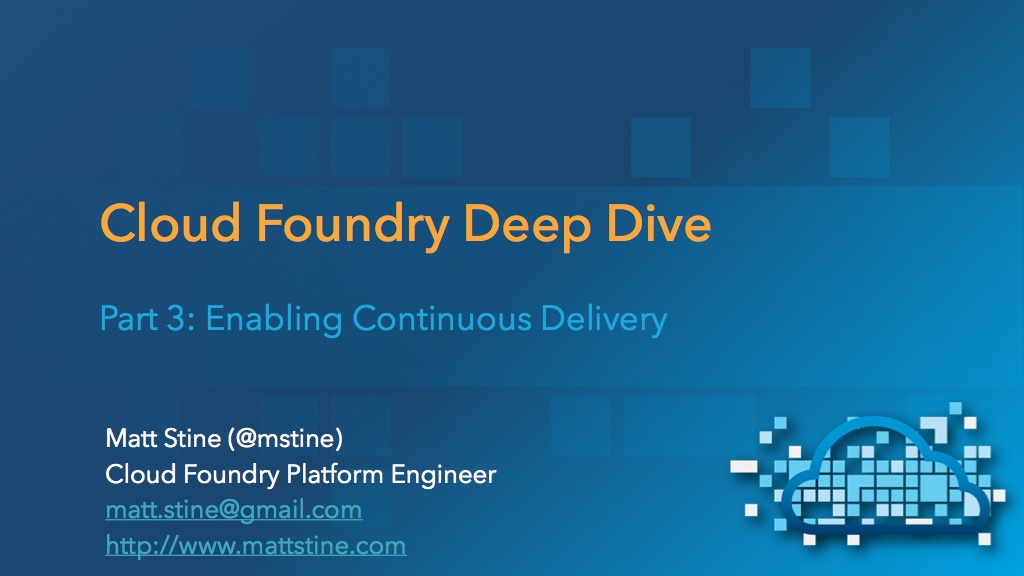 Cloud Foundry Deep Dive
Part 3: Enabling Continuous Delivery
Matt Stine (@mstine)
Cloud Foundry Platform Engineer
matt.stine@gmail.com
http://www.mattstine.com